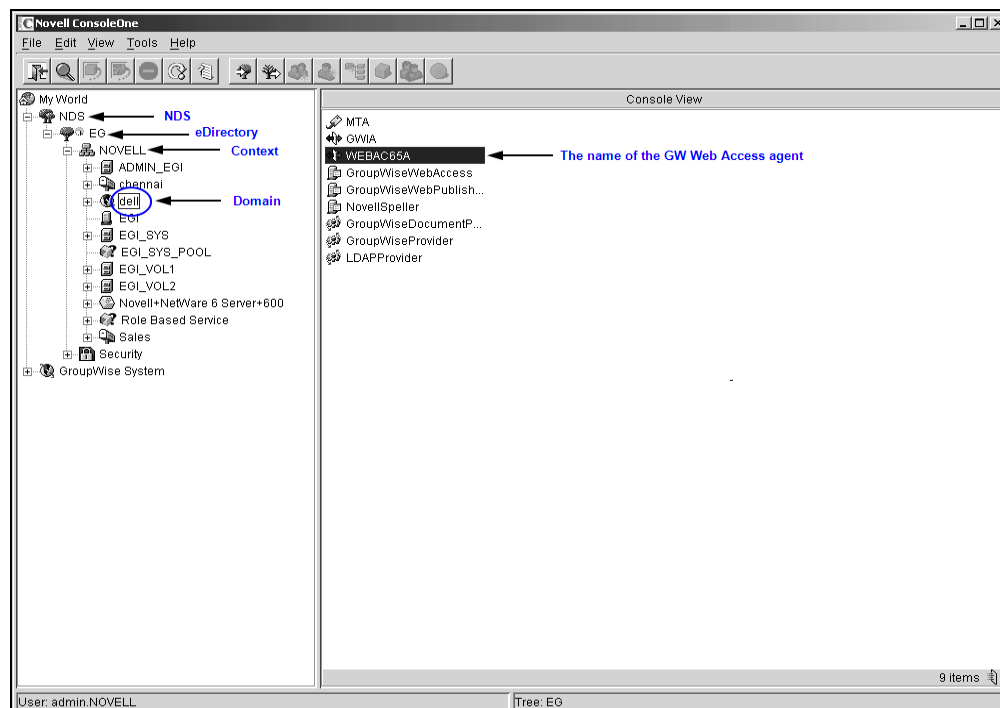 Novell ConsoleOne
File Edit View Tools Help
My World
NDS
NDS
EG
eDirectory
NOVELL
Context
ADMIN_EGI
chennai
dell
Domain
EGI
EGI_SYS
EGI_SYS_POOL
EGI_VOL1
EGI_VOL2
Novell+NetWare 6 Server+600
Role Based Service
Sales
Security
GroupWise System
Console View
MTA
GWIA
WEBAC65A
The name of the GW Web Access agent
GroupWiseWebAccess
GroupWiseWebPublish...
NovellSpeller
GroupWiseDocumentP...
GroupWiseProvider
LDAPProvider
9 items
User: admin.NOVELL
Tree: EG